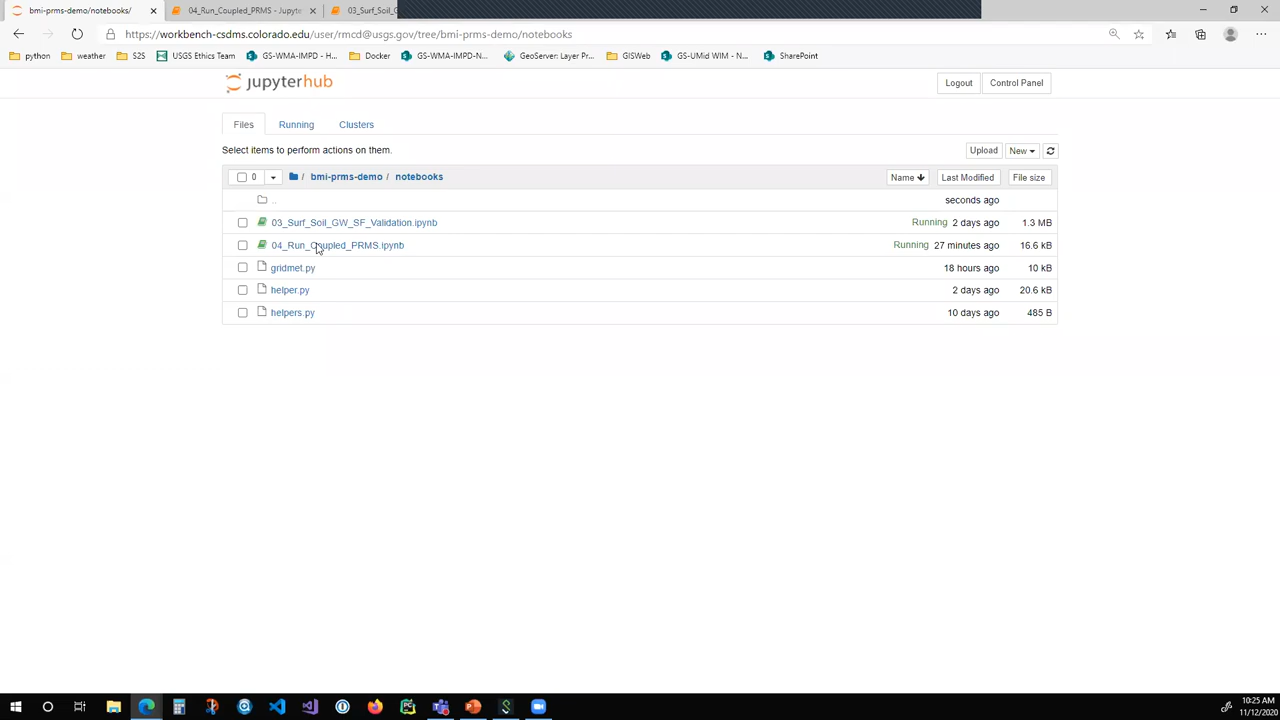 bmi-prms-demo/notebooks/
04_Run_Coupled_PRMS - Jupyte
03_Surf_Soil_G
https://workbench-csdms.colorado.edu/user/rmcd@usgs.gov/tree/bmi-prms-demo/notebooks
python weather S2S USGS Ethics Team GS-WMA-IMPD - H... Docker GS-WMA-IMPD-N... GeoServer: Layer Pr... GISWeb GS-UMid WIM - N... SharePoint
jupyterhub
Logout Control Panel
Files Running Clusters
Select items to perform actions on them.
Upload New
0 / bmi-prms-demo / notebooks Name Last Modified File size
.. seconds ago
03_Surf_Soil_GW_SF_Validation.ipynb Running 2 days ago 1.3 MB
04_Run_Coupled_PRMS.ipynb Running 27 minutes ago 16.6 kB
gridmet.py 18 hours ago 10 kB
helper.py 2 days ago 20.6 kB
helpers.py 10 days ago 485 B
10:25 AM
11/12/2020